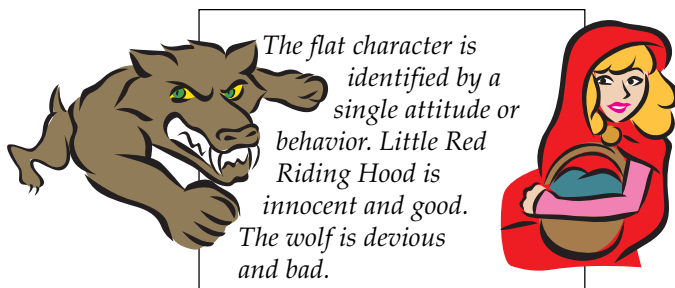 The flat character is
identified by a
single attitude or
behavior. Little Red
Riding Hood is
innocent and good.
The wolf is devious
and bad.